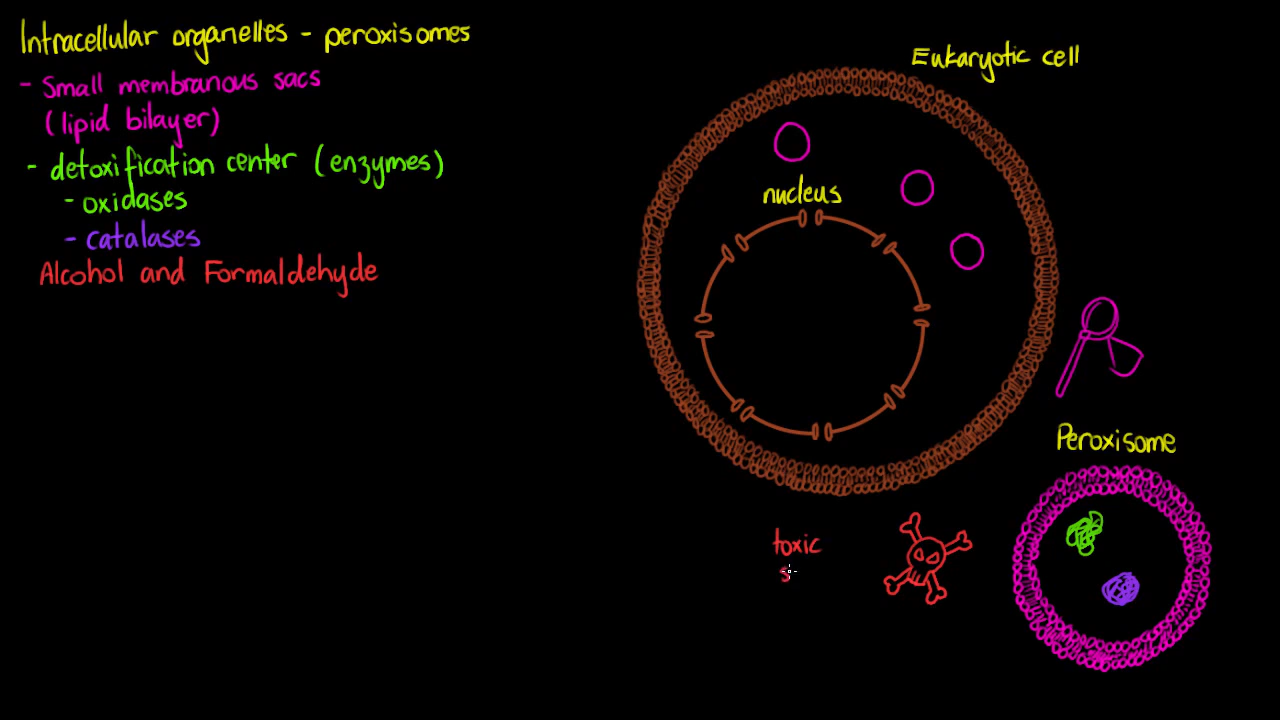 Intracellular organelles - peroxisomes
- Small membranous sacs
(lipid bilayer)
- detoxification center (enzymes)
- oxidases
- catalases
Alcohol and Formaldehyde
Eukaryotic cell
nucleus
Peroxisome
toxic
s